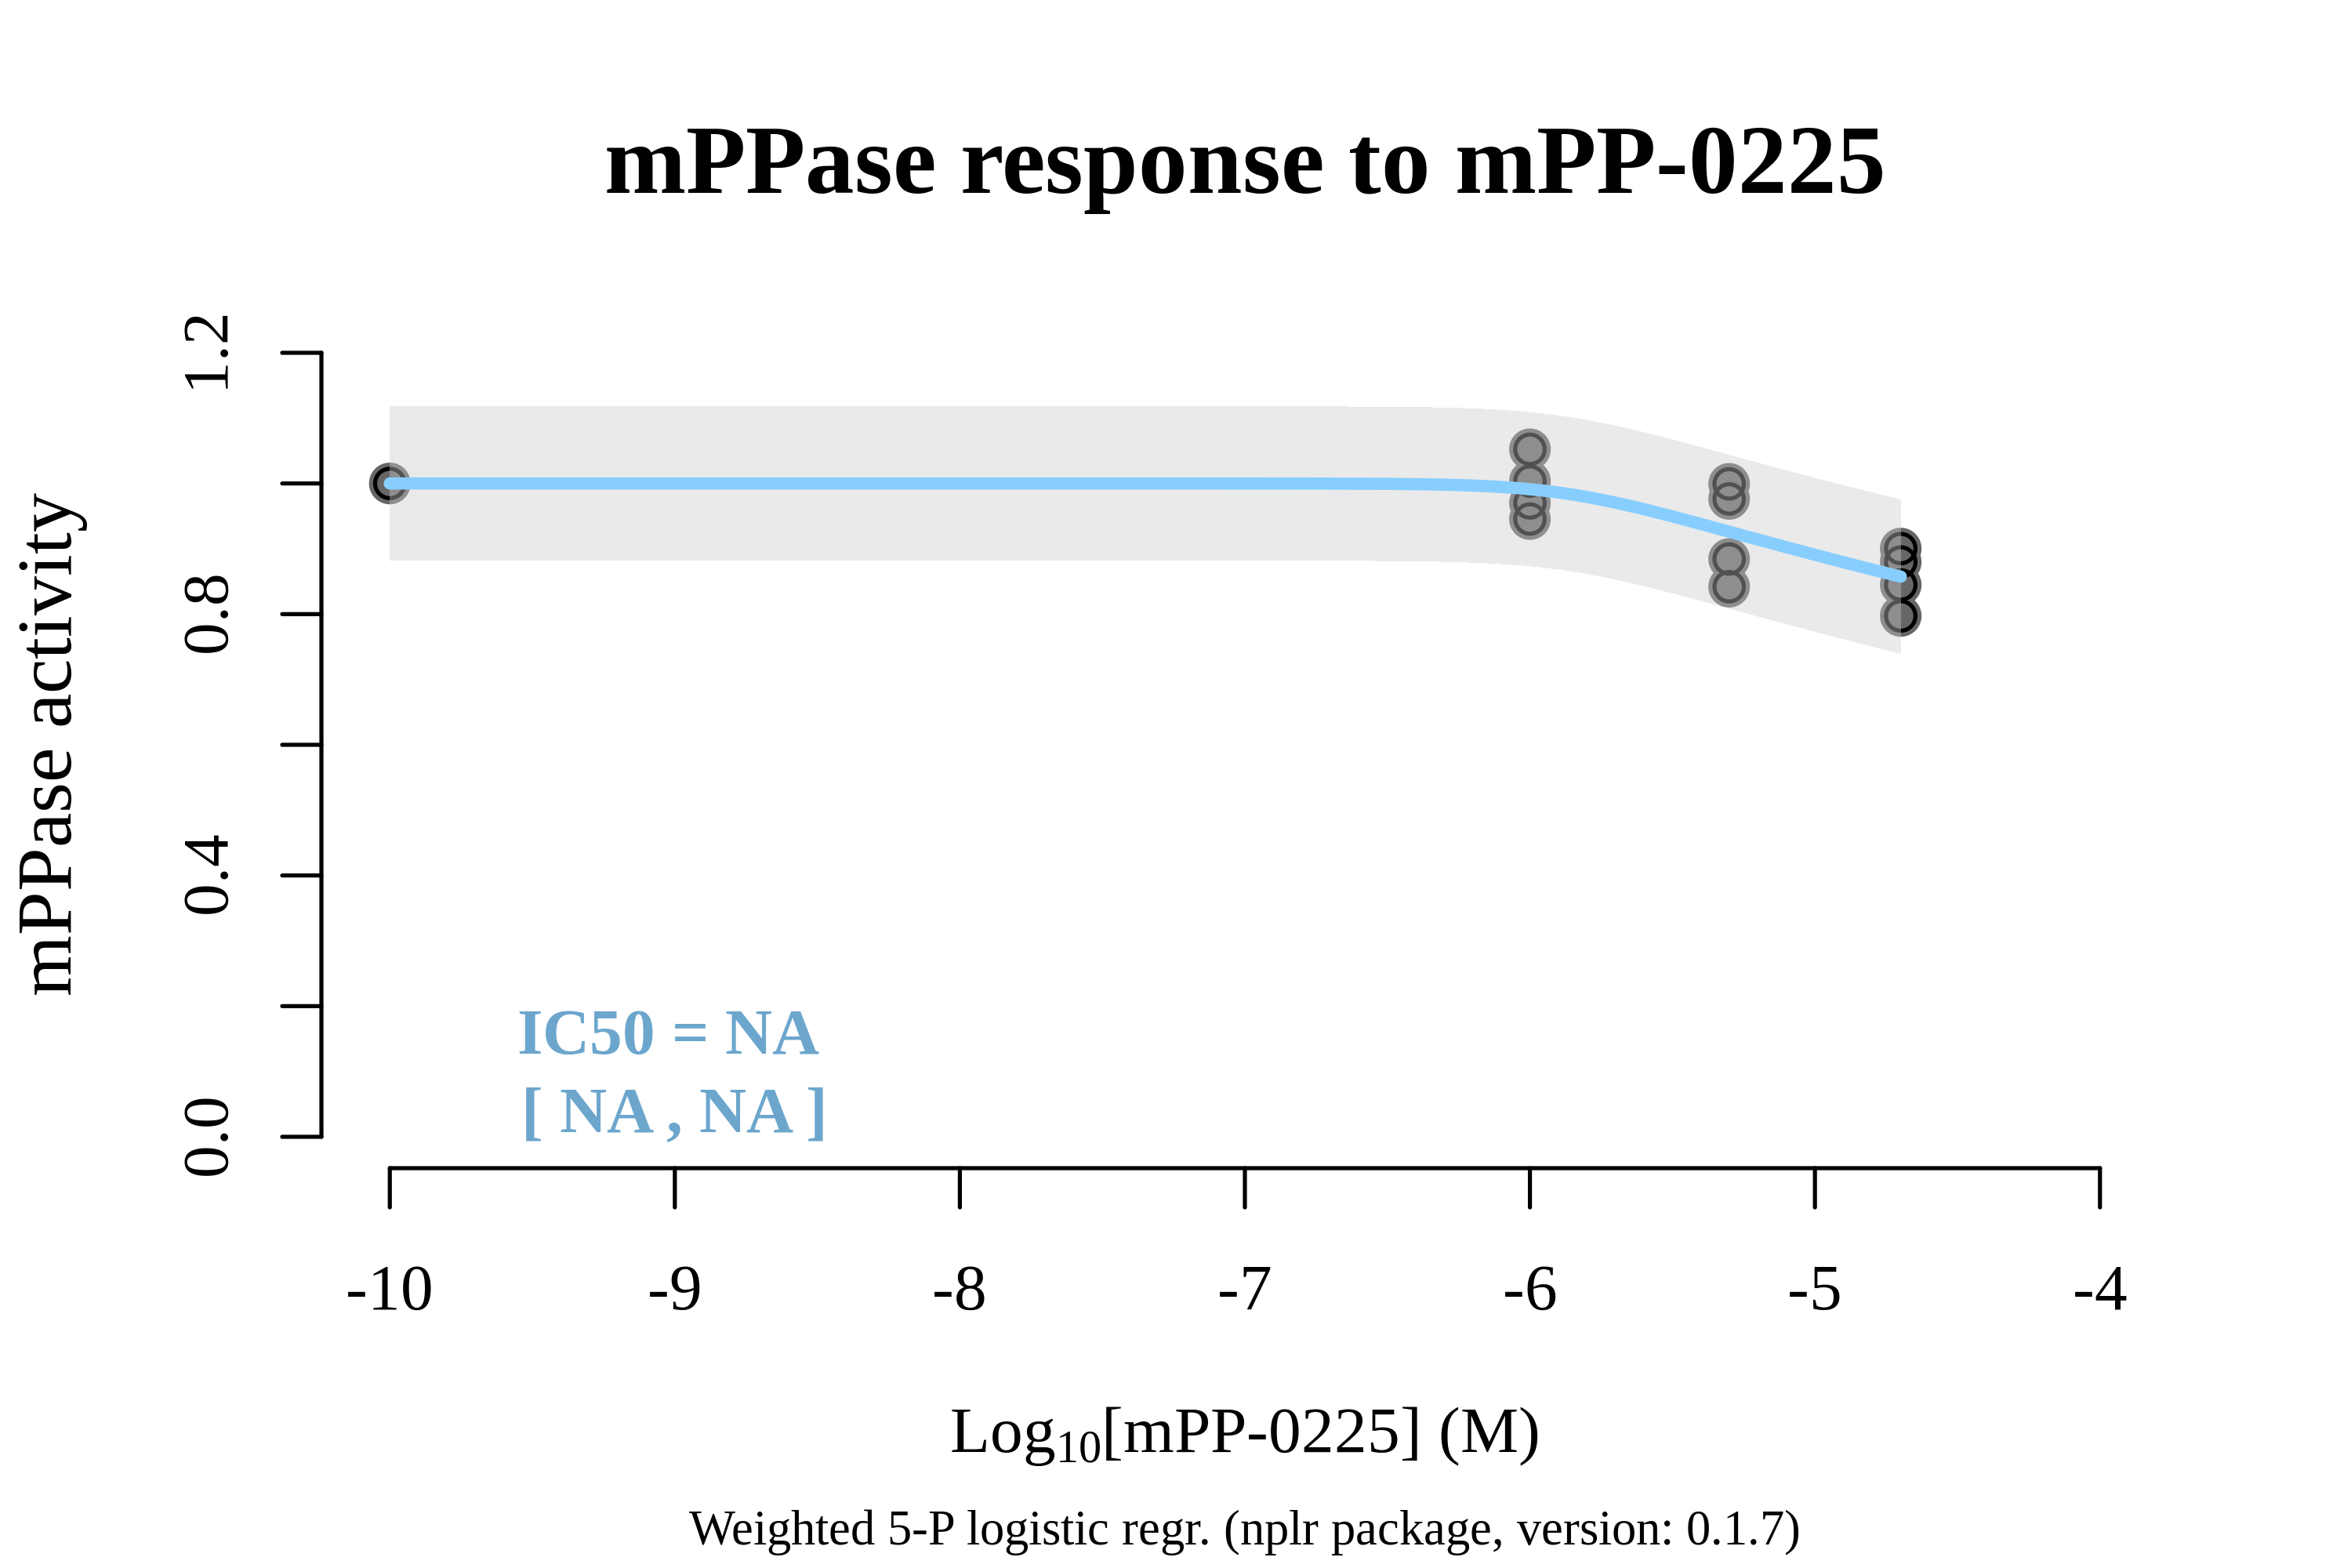 mPPase response to mPP-0225
mPPase activity
1.2
0.8
0.4
0.0
IC50 = NA
[ NA , NA ]
-10 -9 -8 -7 -6 -5 -4
Log10[mPP-0225] (M)
Weighted 5-P logistic regr. (nplr package, version: 0.1.7)